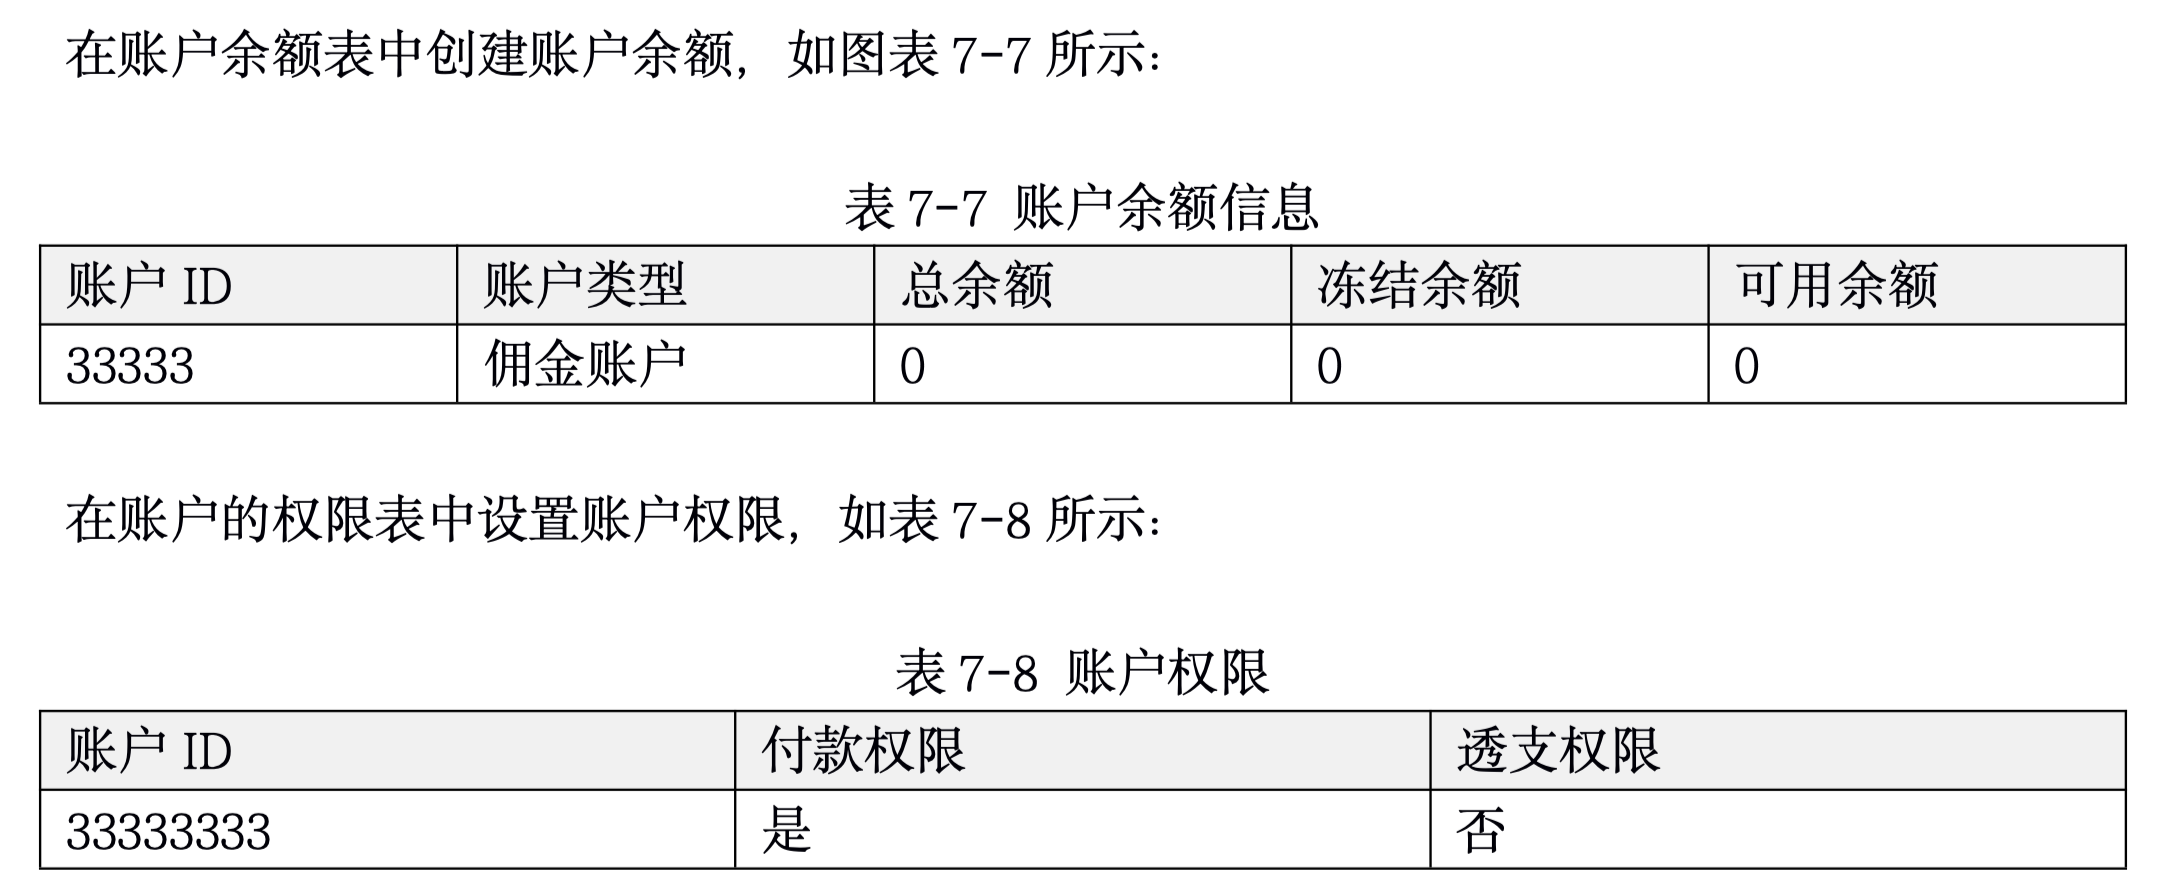 在账户余额表中创建账户余额，如图表 7-7 所示：
表 7-7 账户余额信息
账户 ID 账户类型 总余额 冻结余额 可用余额
33333 佣金账户 0 0 0
在账户的权限表中设置账户权限，如表 7-8 所示：
表 7-8 账户权限
账户 ID 付款权限 透支权限
33333333 是 否